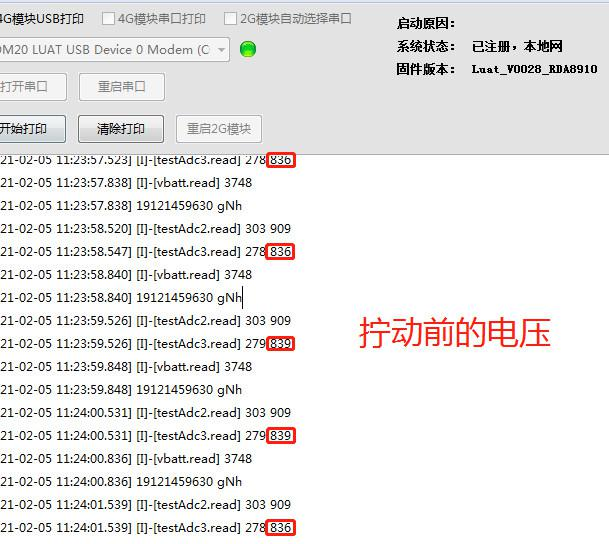 4G模块USB打印 4G模块串口打印 2G模块自动选择串口
启动原因:
OM20 LUAT USB Device 0 Modem (C
系统状态: 已注册,本地网
固件版本: Luat_V0028_RDA8910
打开串口 重启串口
开始打印 清除打印 重启2G模块
21-02-05 11:23:57.523] [I]-[testAdc3.read] 278 836
21-02-05 11:23:57.838] [I]-[vbatt.read] 3748
21-02-05 11:23:57.838] 19121459630 gNh
21-02-05 11:23:58.520] [I]-[testAdc2.read] 303 909
21-02-05 11:23:58.547] [I]-[testAdc3.read] 278 836
21-02-05 11:23:58.840] [I]-[vbatt.read] 3748
21-02-05 11:23:58.840] 19121459630 gNh
21-02-05 11:23:59.526] [I]-[testAdc2.read] 303 909
21-02-05 11:23:59.526] [I]-[testAdc3.read] 279 839
拧动前的电压
21-02-05 11:23:59.848] [I]-[vbatt.read] 3748
21-02-05 11:23:59.848] 19121459630 gNh
21-02-05 11:24:00.531] [I]-[testAdc2.read] 303 909
21-02-05 11:24:00.531] [I]-[testAdc3.read] 279 839
21-02-05 11:24:00.836] [I]-[vbatt.read] 3748
21-02-05 11:24:00.836] 19121459630 gNh
21-02-05 11:24:01.539] [I]-[testAdc2.read] 303 909
21-02-05 11:24:01.539] [I]-[testAdc3.read] 278 836